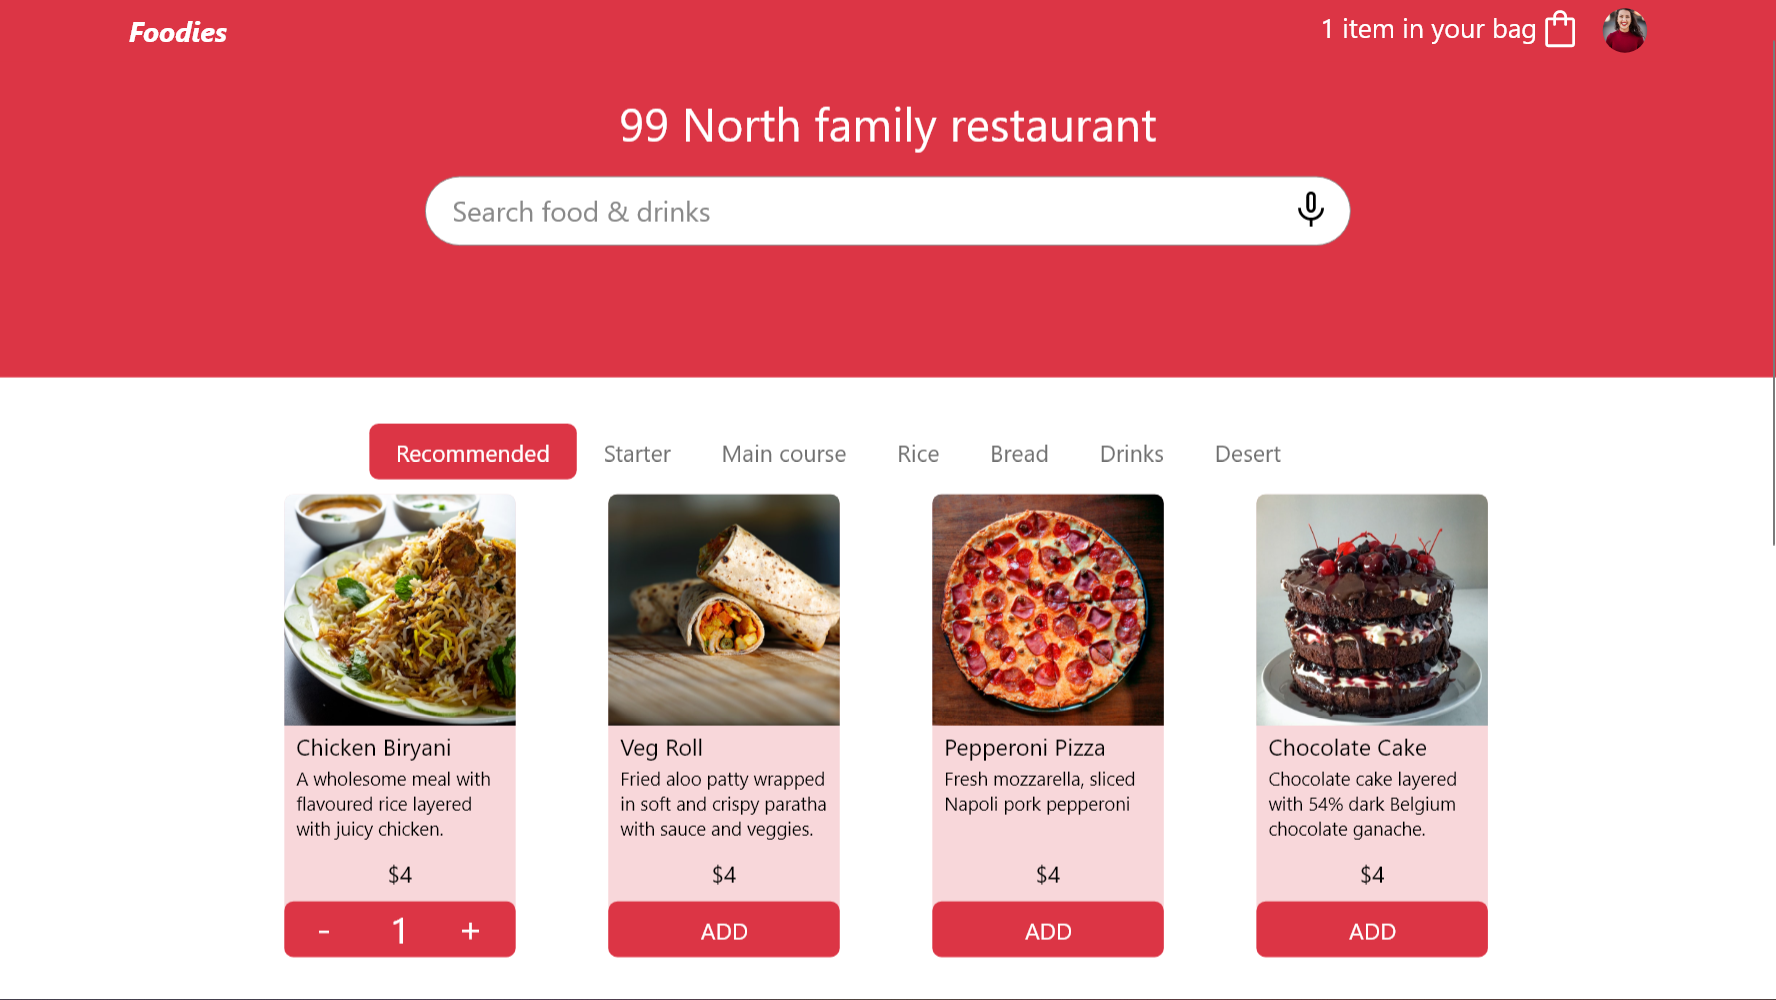 Foodies
1 item in your bag
99 North family restaurant
Search food & drinks
Recommended
Starter
Main course
Rice
Bread
Drinks
Desert
Chicken Biryani
A wholesome meal with
flavoured rice layered
with juicy chicken.
$4
- 1 +
Veg Roll
Fried aloo patty wrapped
in soft and crispy paratha
with sauce and veggies.
$4
ADD
Pepperoni Pizza
Fresh mozzarella, sliced
Napoli pork pepperoni
$4
ADD
Chocolate Cake
Chocolate cake layered
with 54% dark Belgium
chocolate ganache.
$4
ADD